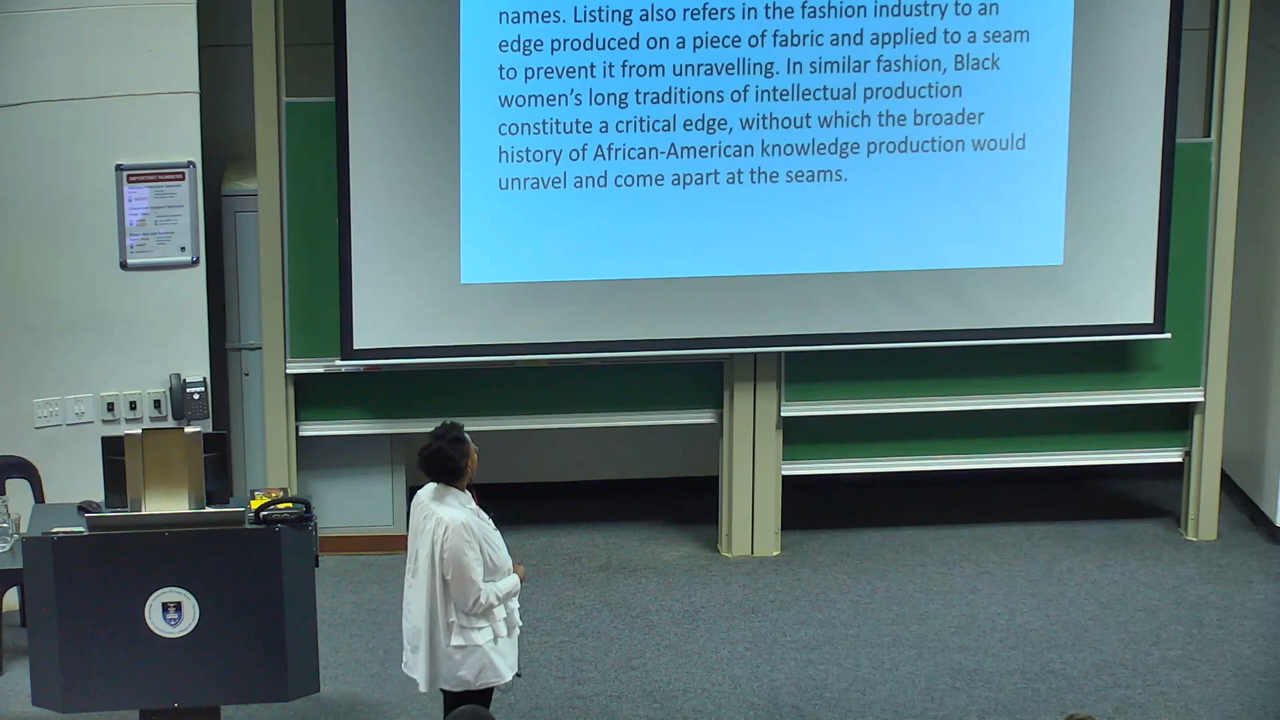 names. Listing also refers in the fashion industry to an
edge produced on a piece of fabric and applied to a seam
to prevent it from unravelling. In similar fashion, Black
women's long traditions of intellectual production
constitute a critical edge, without which the broader
history of African-American knowledge production would
unravel and come apart at the seams.
IMPORTANT NUMBERS